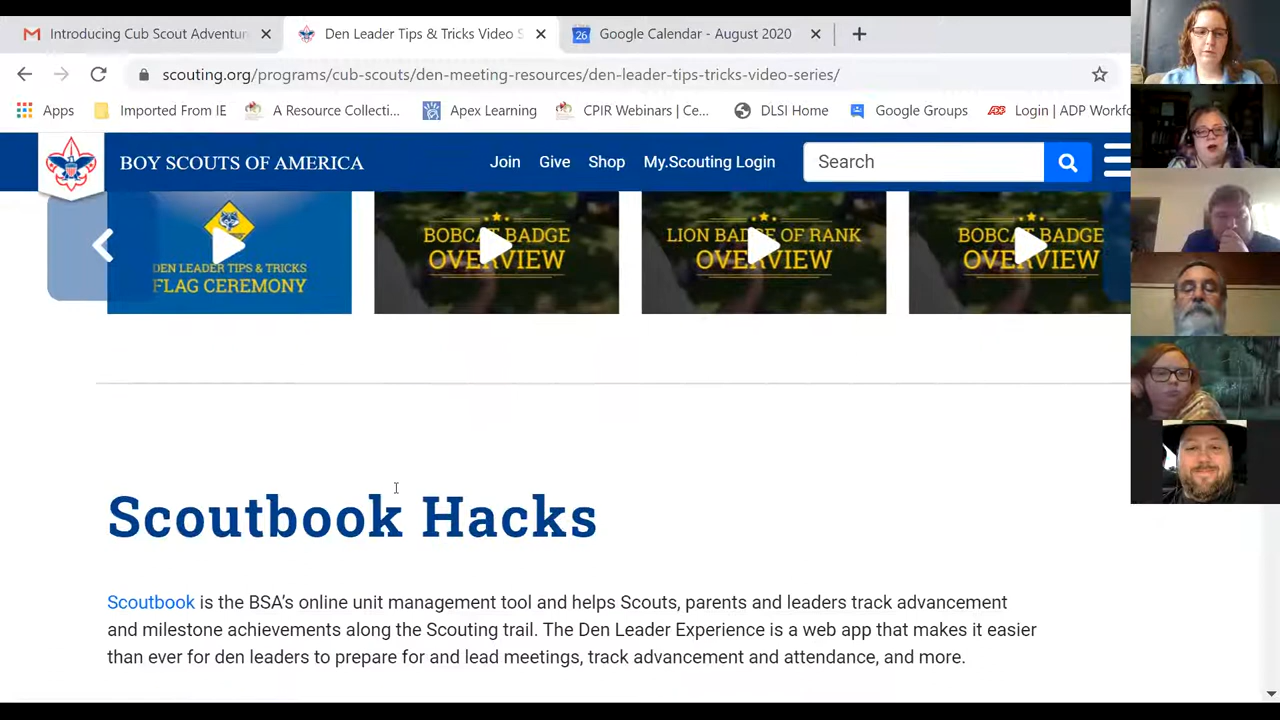 Introducing Cub Scout Adventur
Den Leader Tips & Tricks Video S
26
Google Calendar - August 2020
scouting.org/programs/cub-scouts/den-meeting-resources/den-leader-tips-tricks-video-series/
Apps
Imported From IE
A Resource Collecti...
Apex Learning
CPIR Webinars | Ce...
DLSI Home
Google Groups
Login | ADP Workfo
BOY SCOUTS OF AMERICA
Join
Give
Shop
My.Scouting Login
Search
DEN LEADER TIPS & TRICKS
FLAG CEREMONY
BOBCAT BADGE
OVERVIEW
LION BADGE OF RANK
OVERVIEW
BOBCAT BADGE
OVERVIEW
Scoutbook Hacks
Scoutbook is the BSA’s online unit management tool and helps Scouts, parents and leaders track advancement
and milestone achievements along the Scouting trail. The Den Leader Experience is a web app that makes it easier
than ever for den leaders to prepare for and lead meetings, track advancement and attendance, and more.